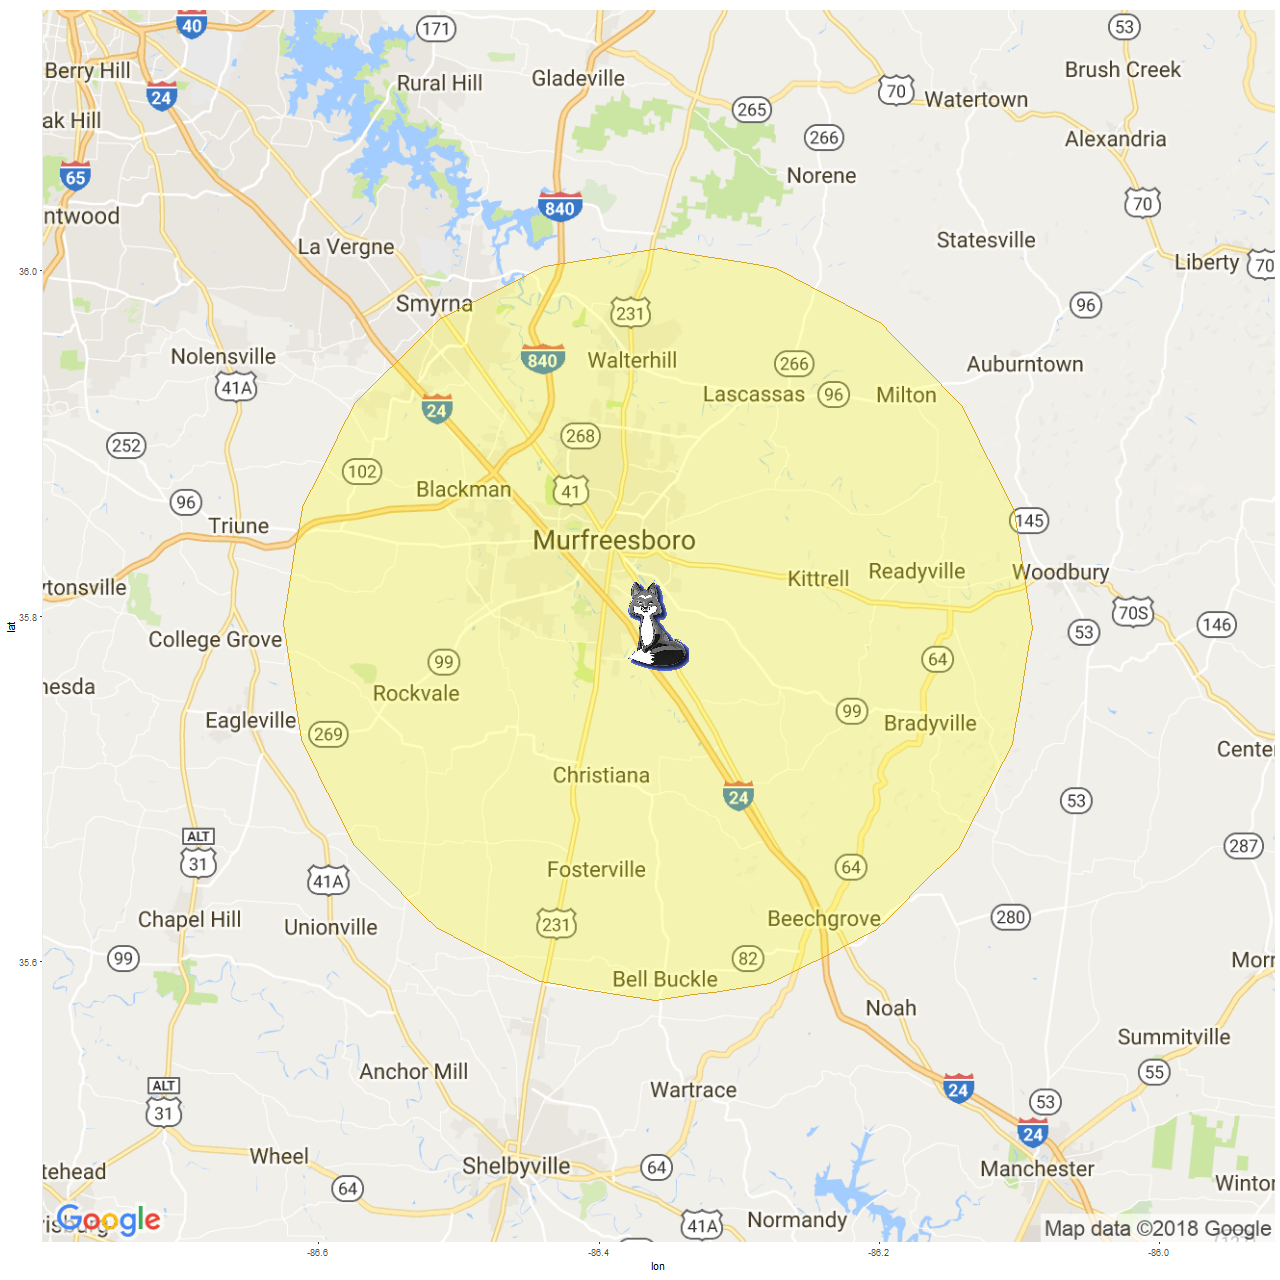 40
171
53
Berry Hill
Rural Hill
Gladeville
Brush Creek
24
70
Watertown
265
ak Hill
266
Alexandria
65
Norene
840
70
ntwood
La Vergne
Statesville
Liberty
70
36.0
Smyrna
231
96
Nolensville
840
Walterhill
266
Auburntown
41A
24
Lascassas
96
Milton
252
268
102
Blackman
41
96
Triune
145
Murfreesboro
ytonsville
Kittrell
Readyville
Woodbury
70S
35.8
lat
College Grove
53
146
99
64
nesda
Rockvale
Eagleville
99
Bradyville
269
Center
Christiana
24
53
ALT
31
287
Fosterville
64
41A
Chapel Hill
Unionville
231
Beechgrove
280
35.6
99
82
Morr
Bell Buckle
Noah
Summitville
Anchor Mill
55
ALT
31
Wartrace
24
53
24
Wheel
Shelbyville
64
Manchester
tehead
64
Winton
Google
41A
Normandy
Map data ©2018 Google
-86.6
-86.4
-86.2
-86.0
lon